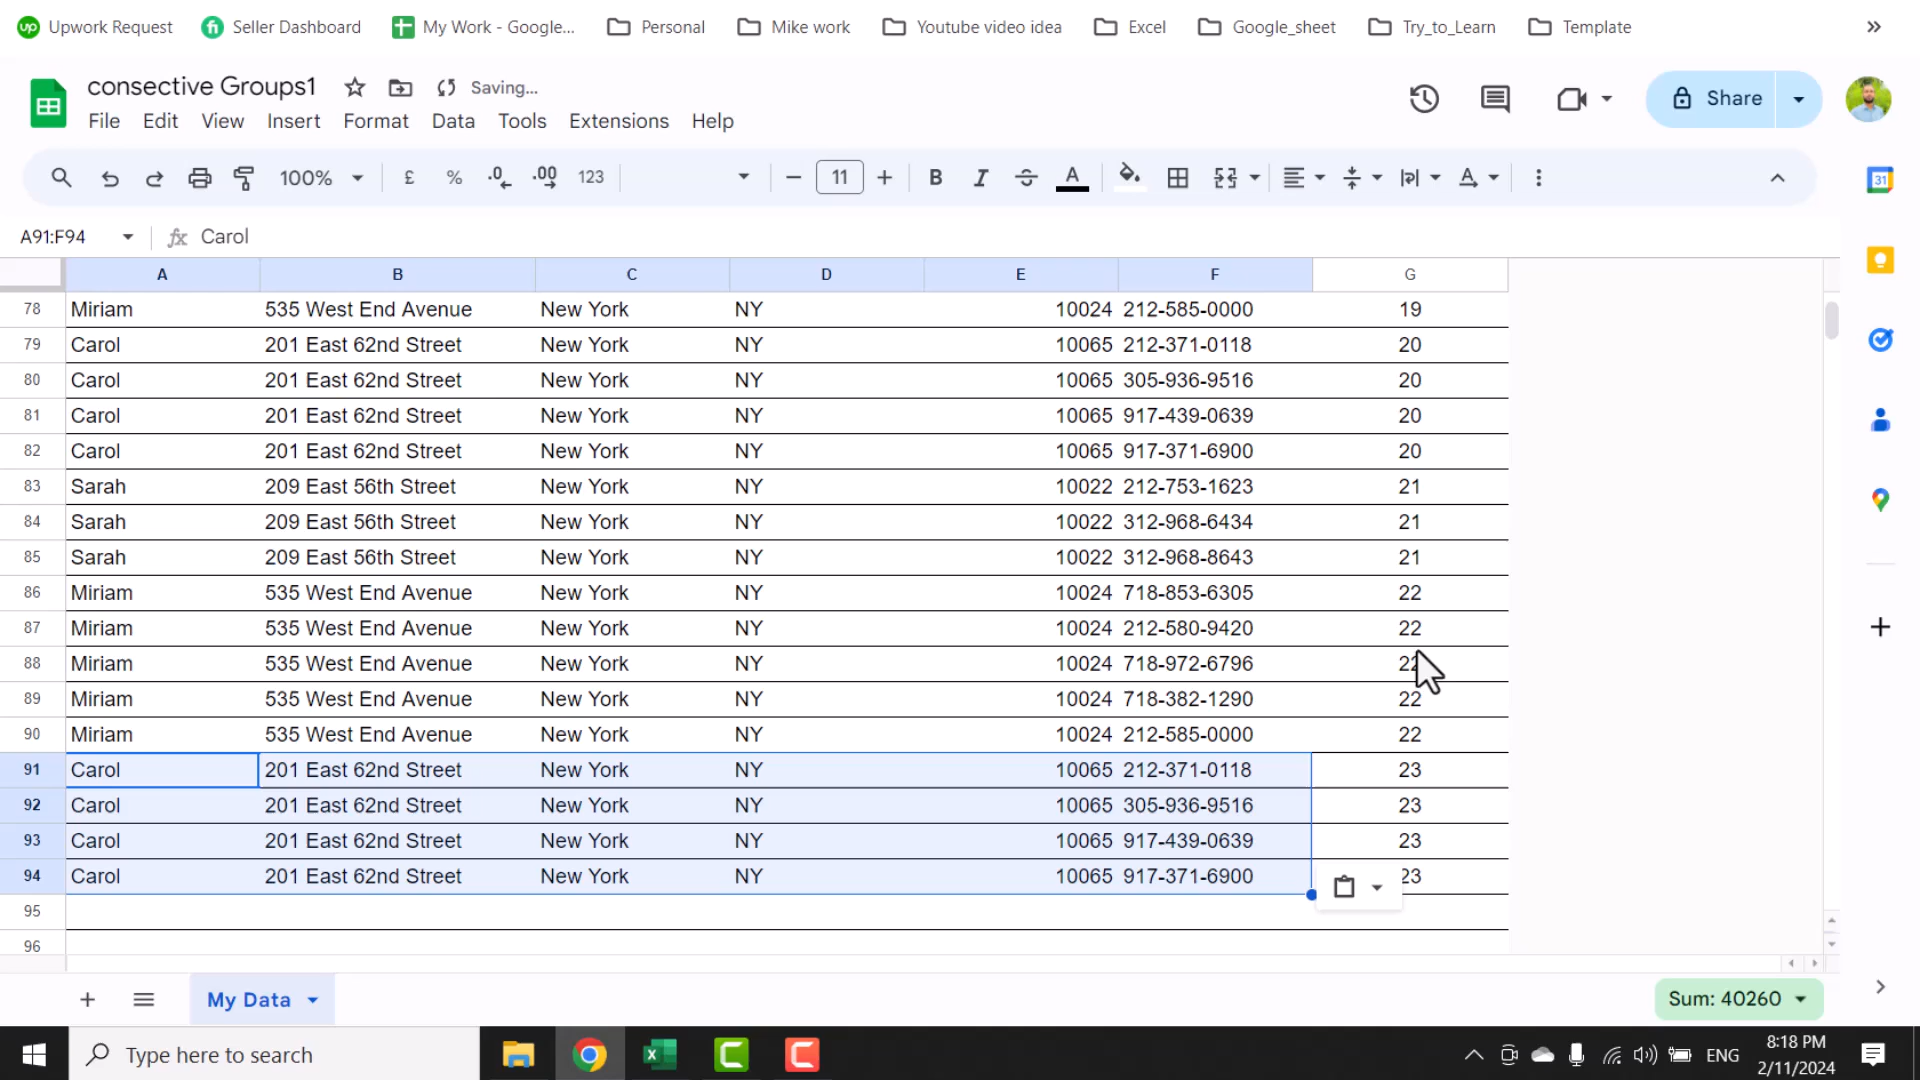 up Upwork Request fi Seller Dashboard My Work - Google... Personal Mike work Youtube video idea Excel Google_sheet Try_to_Learn Template »
consective Groups1 Saving...
Share
File Edit View Insert Format Data Tools Extensions Help
100% £ % .0 .00 123 11 B I S A
31
A91:F94 fx Carol
A B C D E F G
78 Miriam 535 West End Avenue New York NY 10024 212-585-0000 19
79 Carol 201 East 62nd Street New York NY 10065 212-371-0118 20
80 Carol 201 East 62nd Street New York NY 10065 305-936-9516 20
81 Carol 201 East 62nd Street New York NY 10065 917-439-0639 20
82 Carol 201 East 62nd Street New York NY 10065 917-371-6900 20
83 Sarah 209 East 56th Street New York NY 10022 212-753-1623 21
84 Sarah 209 East 56th Street New York NY 10022 312-968-6434 21
85 Sarah 209 East 56th Street New York NY 10022 312-968-8643 21
86 Miriam 535 West End Avenue New York NY 10024 718-853-6305 22
87 Miriam 535 West End Avenue New York NY 10024 212-580-9420 22
88 Miriam 535 West End Avenue New York NY 10024 718-972-6796 22
89 Miriam 535 West End Avenue New York NY 10024 718-382-1290 22
90 Miriam 535 West End Avenue New York NY 10024 212-585-0000 22
91 Carol 201 East 62nd Street New York NY 10065 212-371-0118 23
92 Carol 201 East 62nd Street New York NY 10065 305-936-9516 23
93 Carol 201 East 62nd Street New York NY 10065 917-439-0639 23
94 Carol 201 East 62nd Street New York NY 10065 917-371-6900 23
95
96
My Data Sum: 40260
Type here to search ENG 8:18 PM
2/11/2024